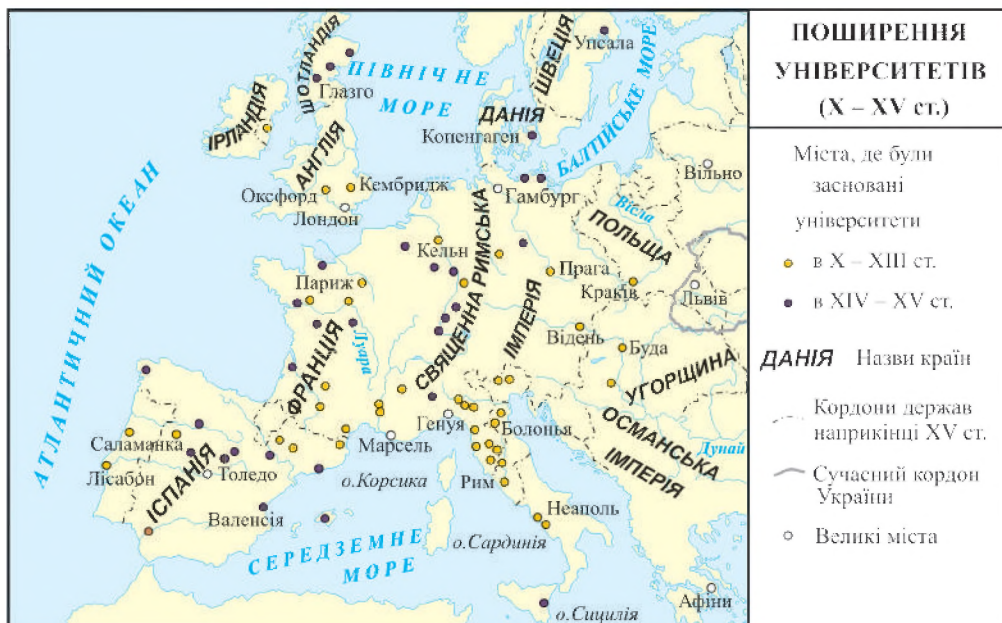 ПОШИРЕННЯ
УНІВЕРСИТЕТІВ
(X – XV ст.)
Міста, де були
засновані
університети
в X – XIII ст.
в XIV – XV ст.
ДАНІЯ
Назви країн
Кордони держав
наприкінці XV ст.
Сучасний кордон
України
Великі міста
АТЛАНТИЧНИЙ ОКЕАН
ПІВНІЧНЕ
МОРЕ
БАЛТІЙСЬКЕ МОРЕ
СЕРЕДЗЕМНЕ
МОРЕ
ШОТЛАНДІЯ
Глазго
ІРЛАНДІЯ
АНГЛІЯ
Оксфорд
Кембридж
Лондон
ШВЕЦІЯ
Упсала
ДАНІЯ
Копенгаген
Гамбург
Вільно
Вісла
ПОЛЬЩА
Кельн
СВЯЩЕННА РИМСЬКА
ІМПЕРІЯ
Прага
Краків
Львів
Париж
Луара
ФРАНЦІЯ
Відень
Буда
УГОРЩИНА
ОСМАНСЬКА
ІМПЕРІЯ
Дунай
Генуя
Болонья
Марсель
Саламанка
Лісабон
Толедо
ІСПАНІЯ
Валенсія
о.Корсика
Рим
Неаполь
о.Сардинія
о.Сицилія
Афіни